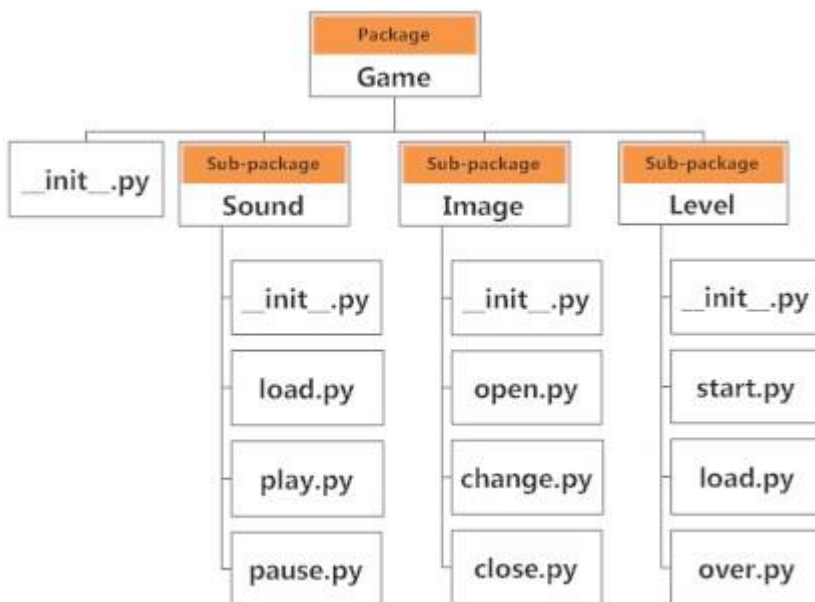 Package
Game
__init__.py
Sub-package
Sound
Sub-package
Image
Sub-package
Level
__init__.py
load.py
play.py
pause.py
__init__.py
open.py
change.py
close.py
__init__.py
start.py
load.py
over.py